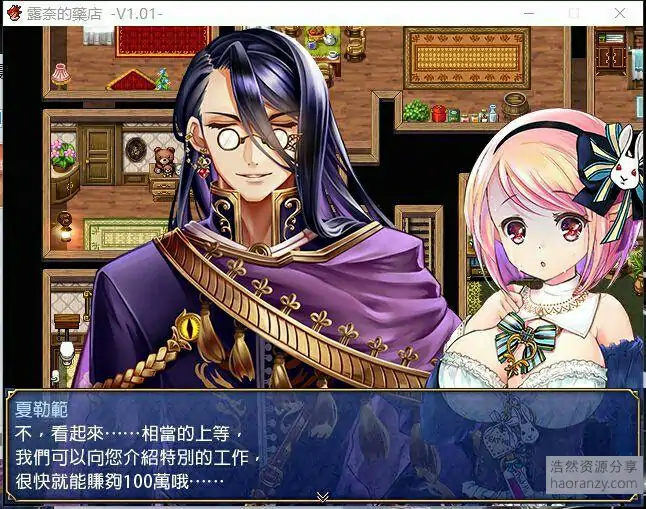 露奈的藥店 -V1.01-
夏勒範
不，看起來……相當的上等，
我們可以向您介紹特別的工作，
很快就能賺夠100萬哦……
浩然资源分享
haoranzy.com